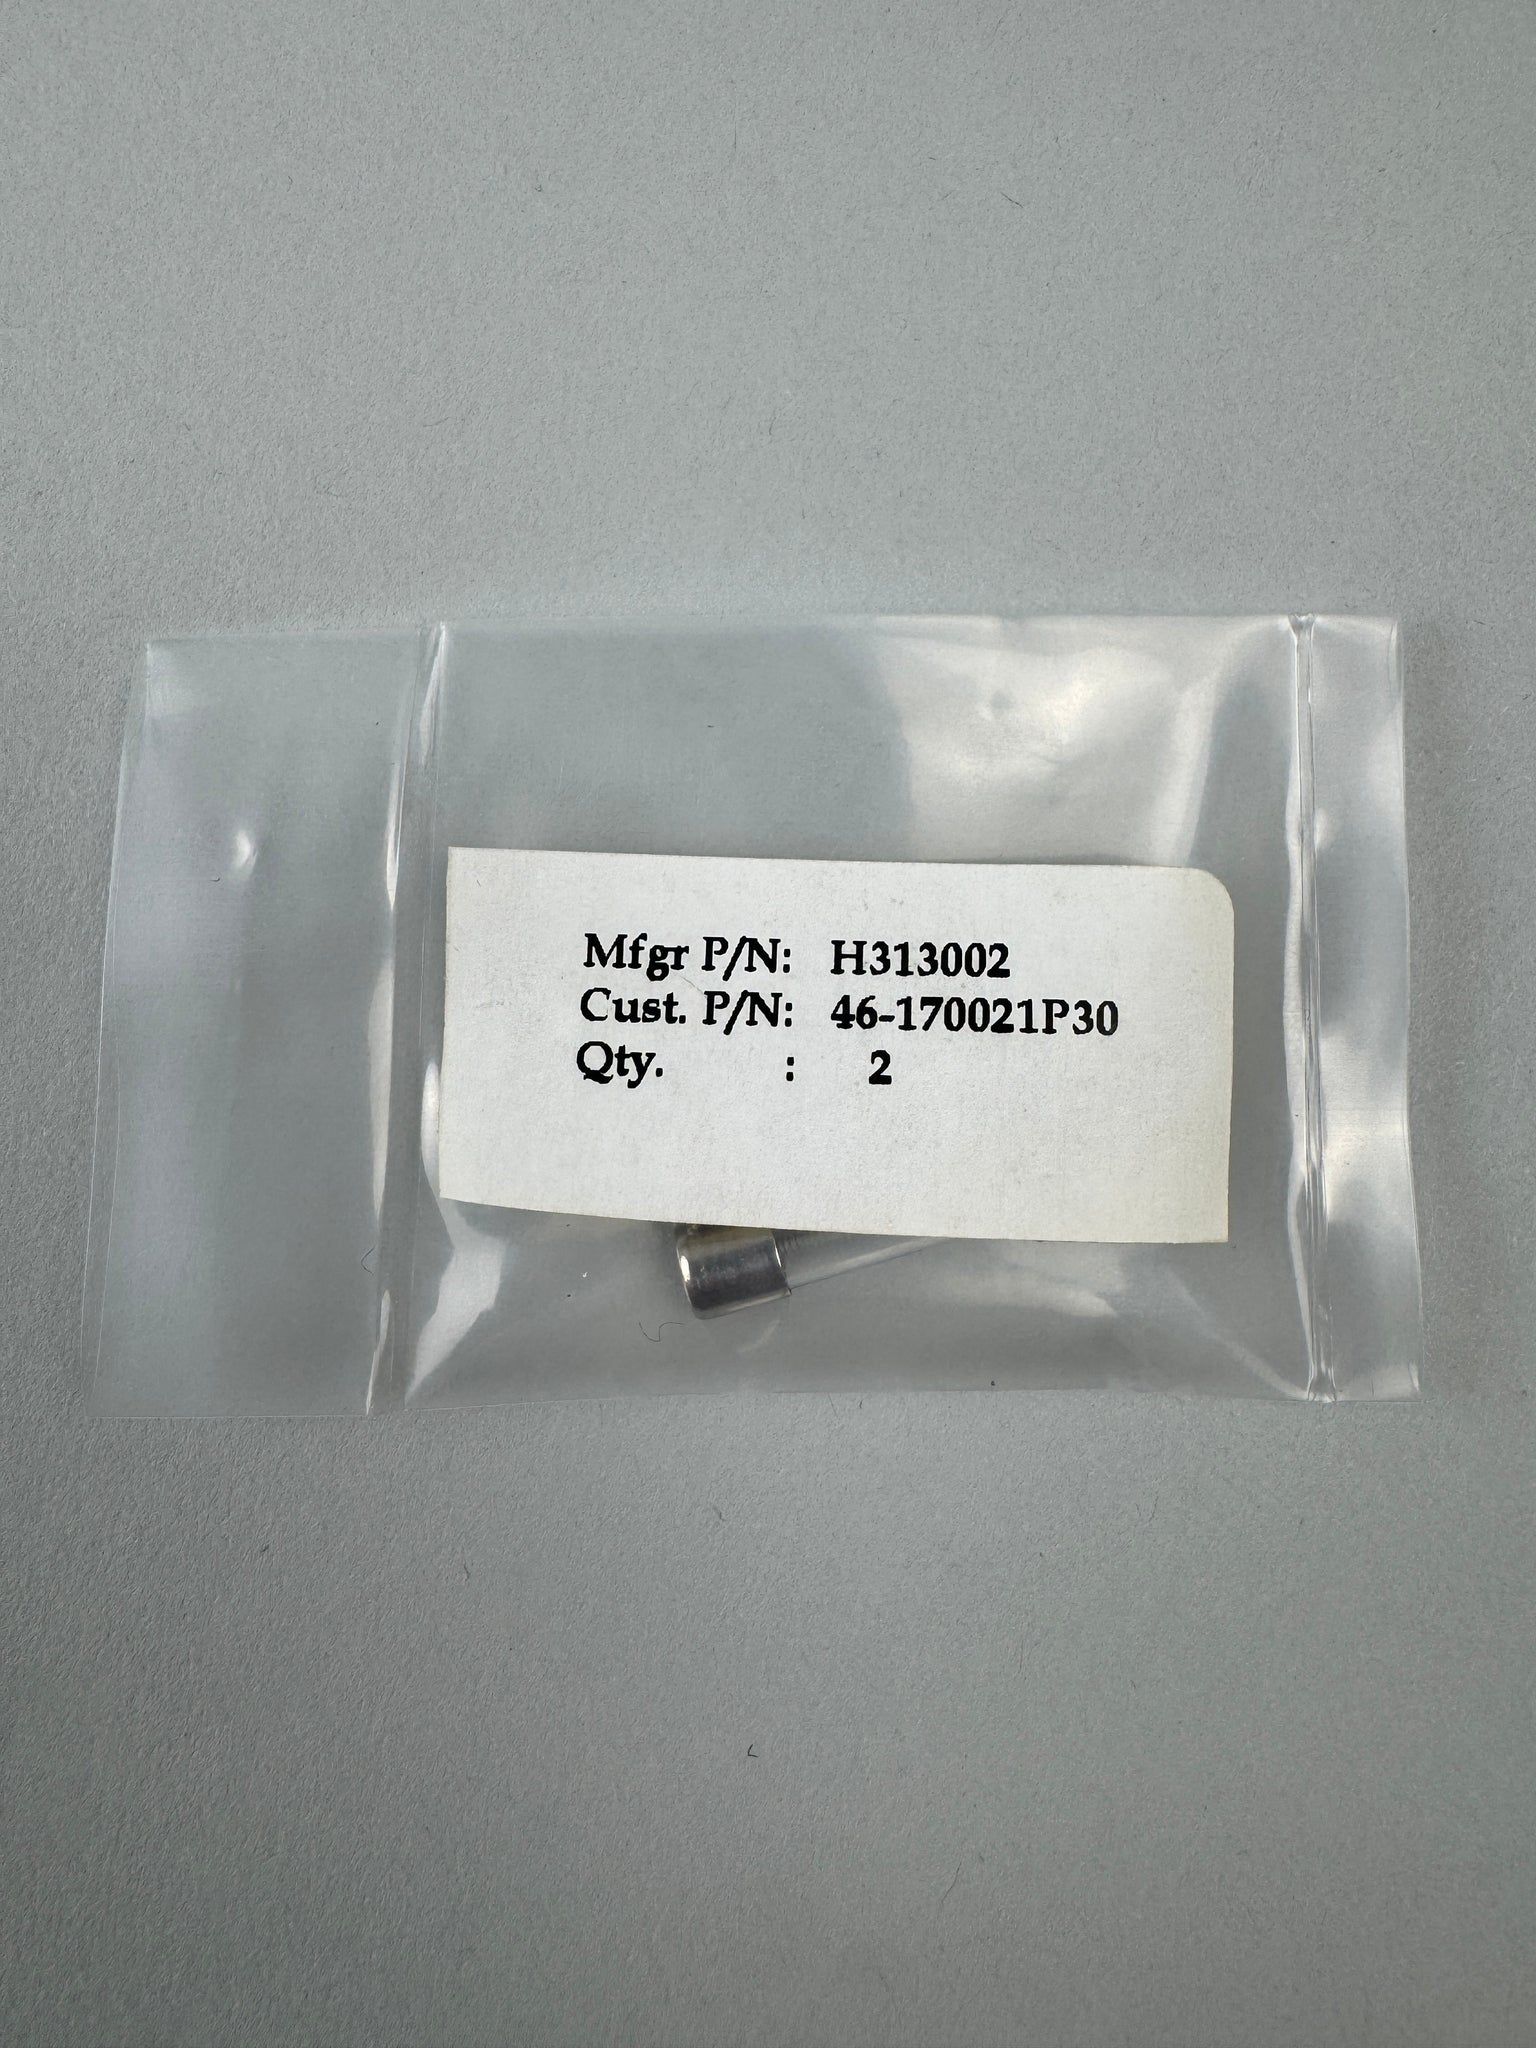 Mfgr P/N: H313002
Cust. P/N: 46-170021P30
Qty. : 2